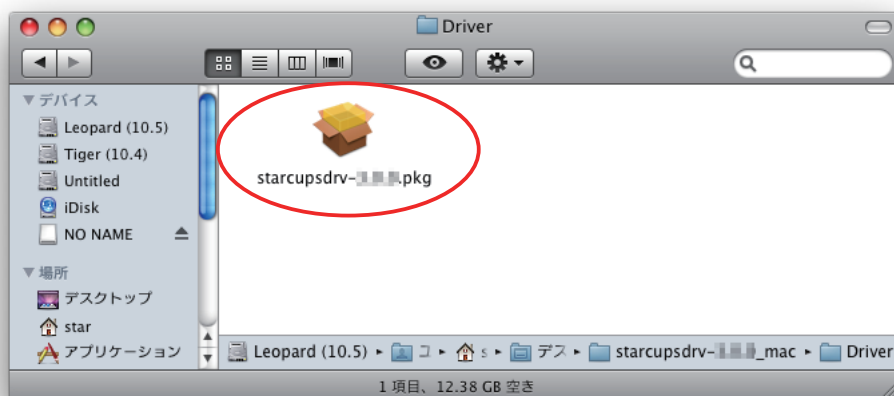 Driver
デバイス
Leopard (10.5)
Tiger (10.4)
Untitled
iDisk
NO NAME
場所
デスクトップ
star
アプリケーション
starcupsdrv-.pkg
Leopard (10.5) ▸ ユ ▸ s ▸ デス ▸ starcupsdrv-_mac ▸ Driver
1 項目、12.38 GB 空き